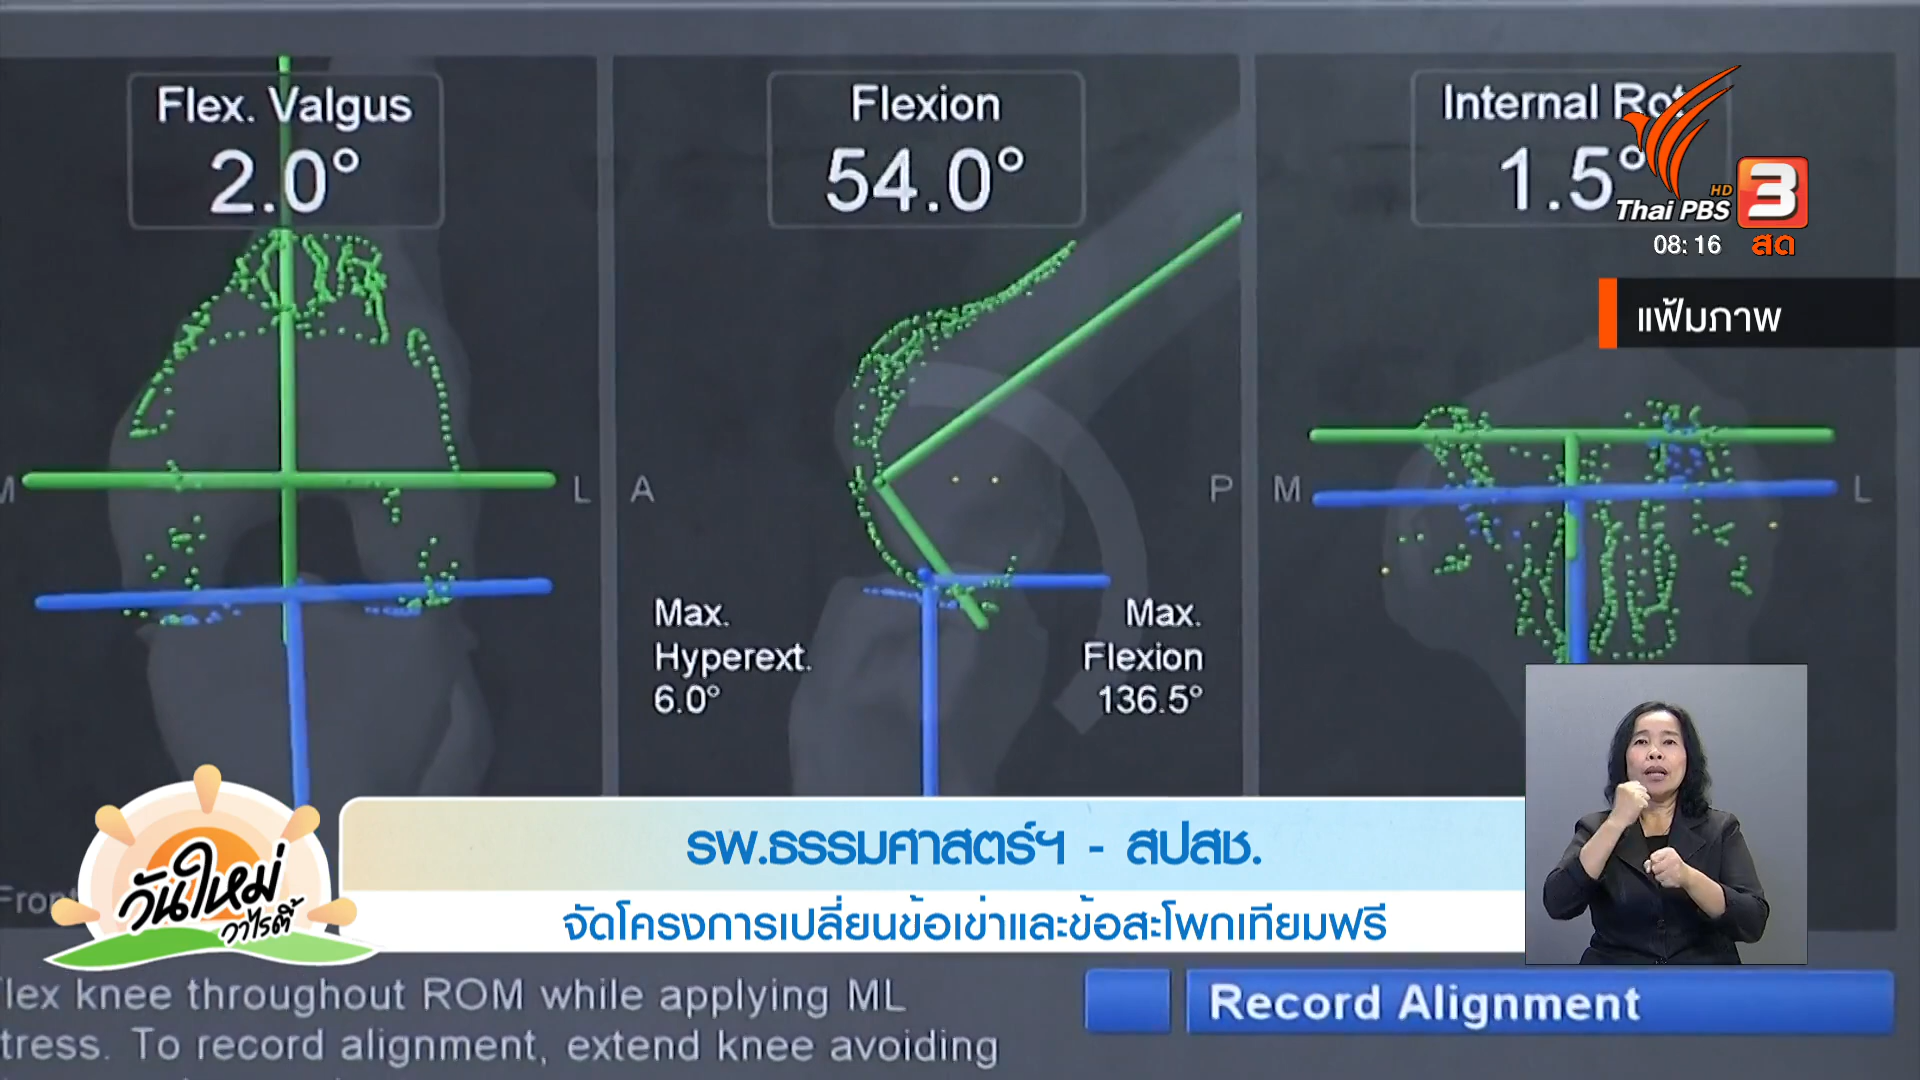 Flex. Valgus
2.0°
Flexion
54.0°
Internal Rot
1.5°
HD
Thai PBS
3
08:16
สด
แฟ้มภาพ
M
L
A
P
M
L
Max.
Hyperext.
6.0°
Max.
Flexion
136.5°
รพ.ธรรมศาสตร์ฯ - สปสช.
จัดโครงการเปลี่ยนข้อเข่าและข้อสะโพกเทียมฟรี
วันใหม่
วาไรตี้
Front
lex knee throughout ROM while applying ML
tress. To record alignment, extend knee avoiding
Record Alignment